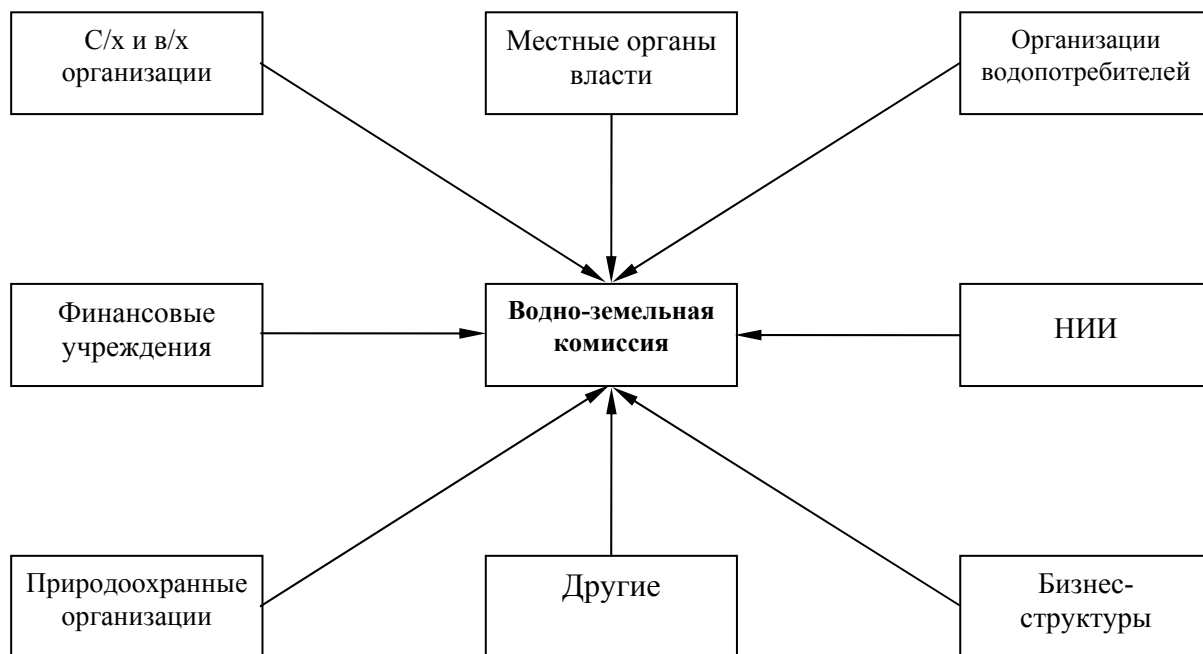 С/х и в/х
организации
Местные органы
власти
Организации
водопотребителей
Финансовые
учреждения
Водно-земельная
комиссия
НИИ
Природоохранные
организации
Другие
Бизнес-
структуры